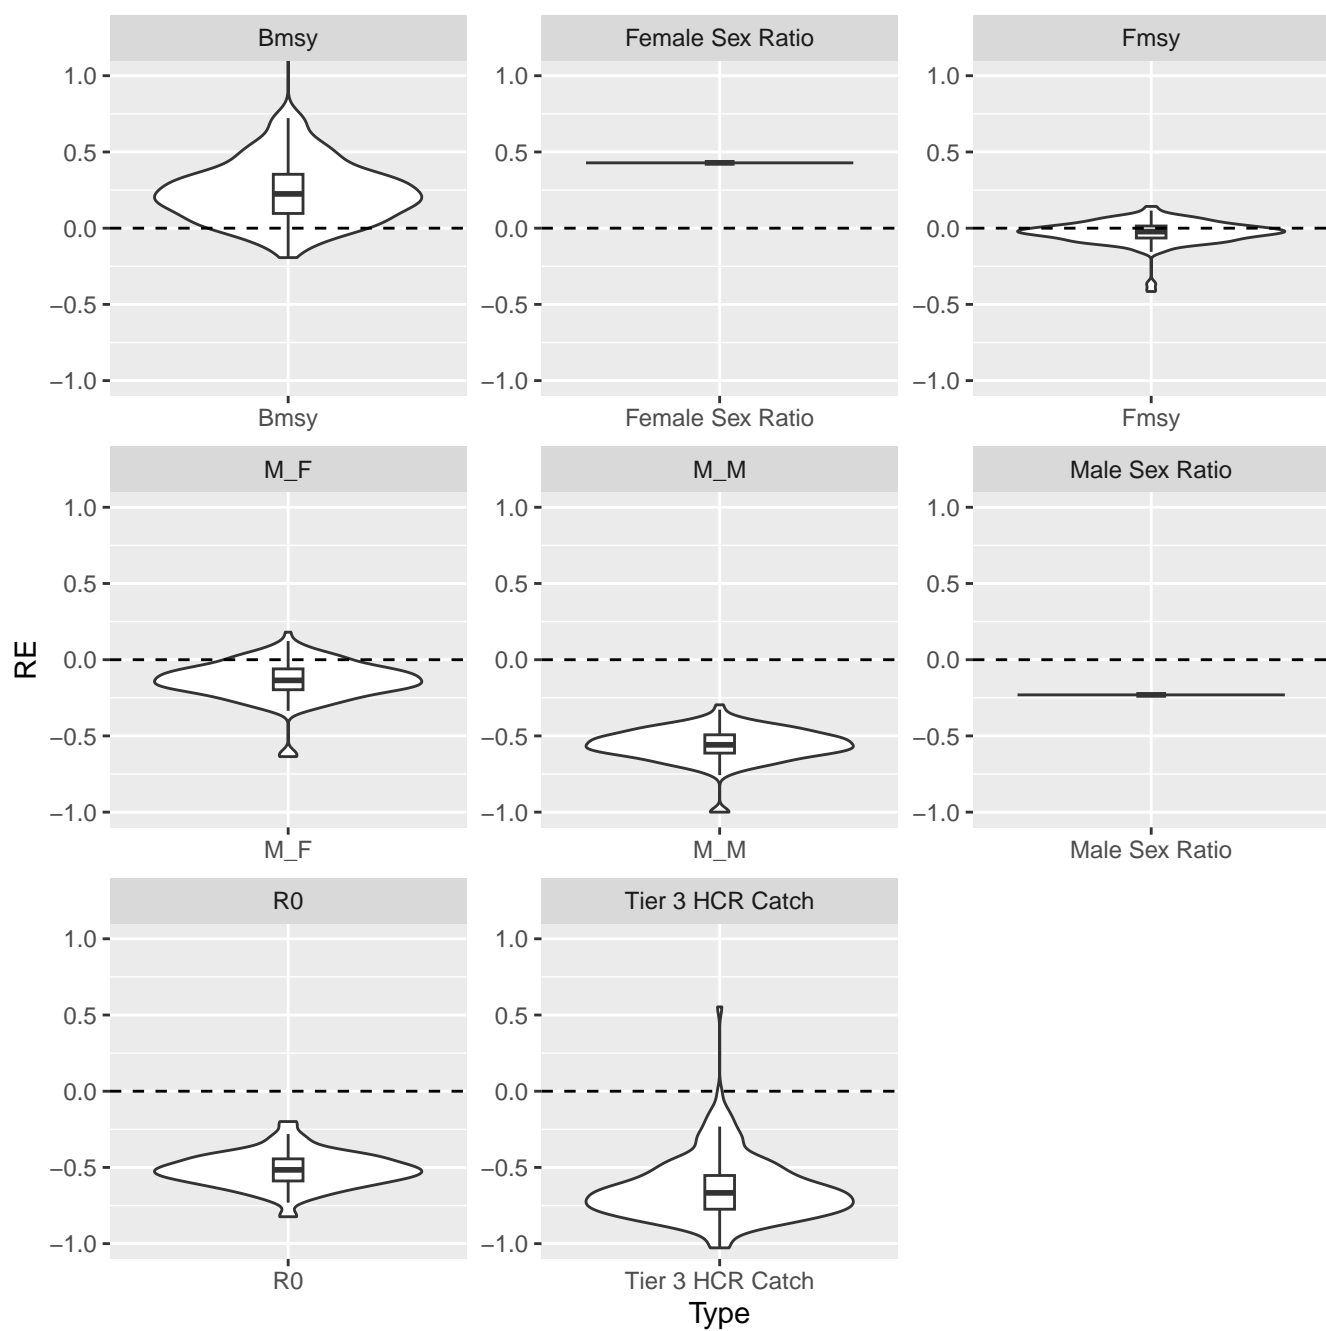 Bmsy Female Sex Ratio Fmsy
1.0 1.0 1.0
0.5 0.5 0.5
0.0 0.0 0.0
−0.5 −0.5 −0.5
−1.0 −1.0 −1.0
Bmsy Female Sex Ratio Fmsy
M_F M_M Male Sex Ratio
1.0 1.0 1.0
0.5 0.5 0.5
0.0 0.0 0.0
RE
−0.5 −0.5 −0.5
−1.0 −1.0 −1.0
M_F M_M Male Sex Ratio
R0 Tier 3 HCR Catch
1.0 1.0
0.5 0.5
0.0 0.0
−0.5 −0.5
−1.0 −1.0
R0 Tier 3 HCR Catch
Type